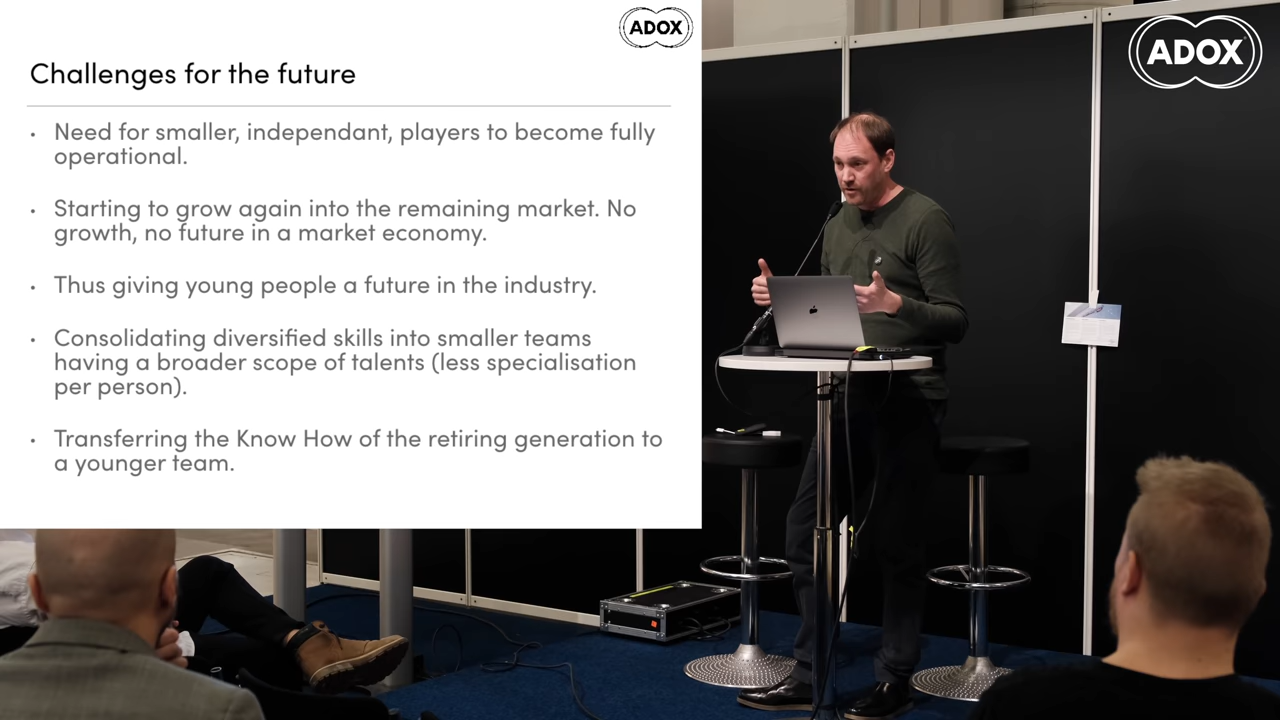 ADOX
Challenges for the future
• Need for smaller, independant, players to become fully
operational.
• Starting to grow again into the remaining market. No
growth, no future in a market economy.
• Thus giving young people a future in the industry.
• Consolidating diversified skills into smaller teams
having a broader scope of talents (less specialisation
per person).
• Transferring the Know How of the retiring generation to
a younger team.
ADOX